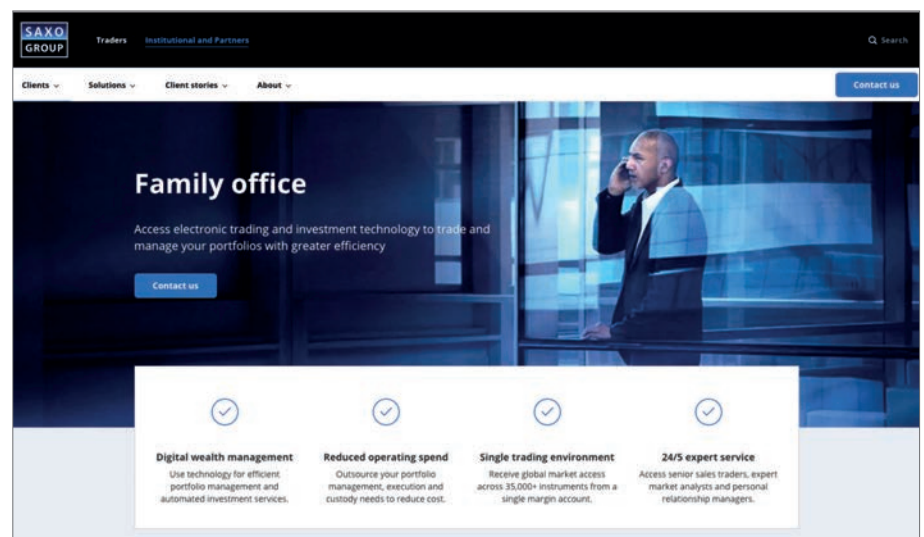 SAXO
GROUP
Traders
Institutional and Partners
Search
Clients
Solutions
Client stories
About
Contact us
Family office
Access electronic trading and investment technology to trade and
manage your portfolios with greater efficiency
Contact us
Digital wealth management
Use technology for efficient
portfolio management and
automated investment services.
Reduced operating spend
Outsource your portfolio
management, execution and
custody needs to reduce cost.
Single trading environment
Receive global market access
across 35,000+ instruments from a
single margin account.
24/5 expert service
Access senior sales traders, expert
market analysts and personal
relationship managers.